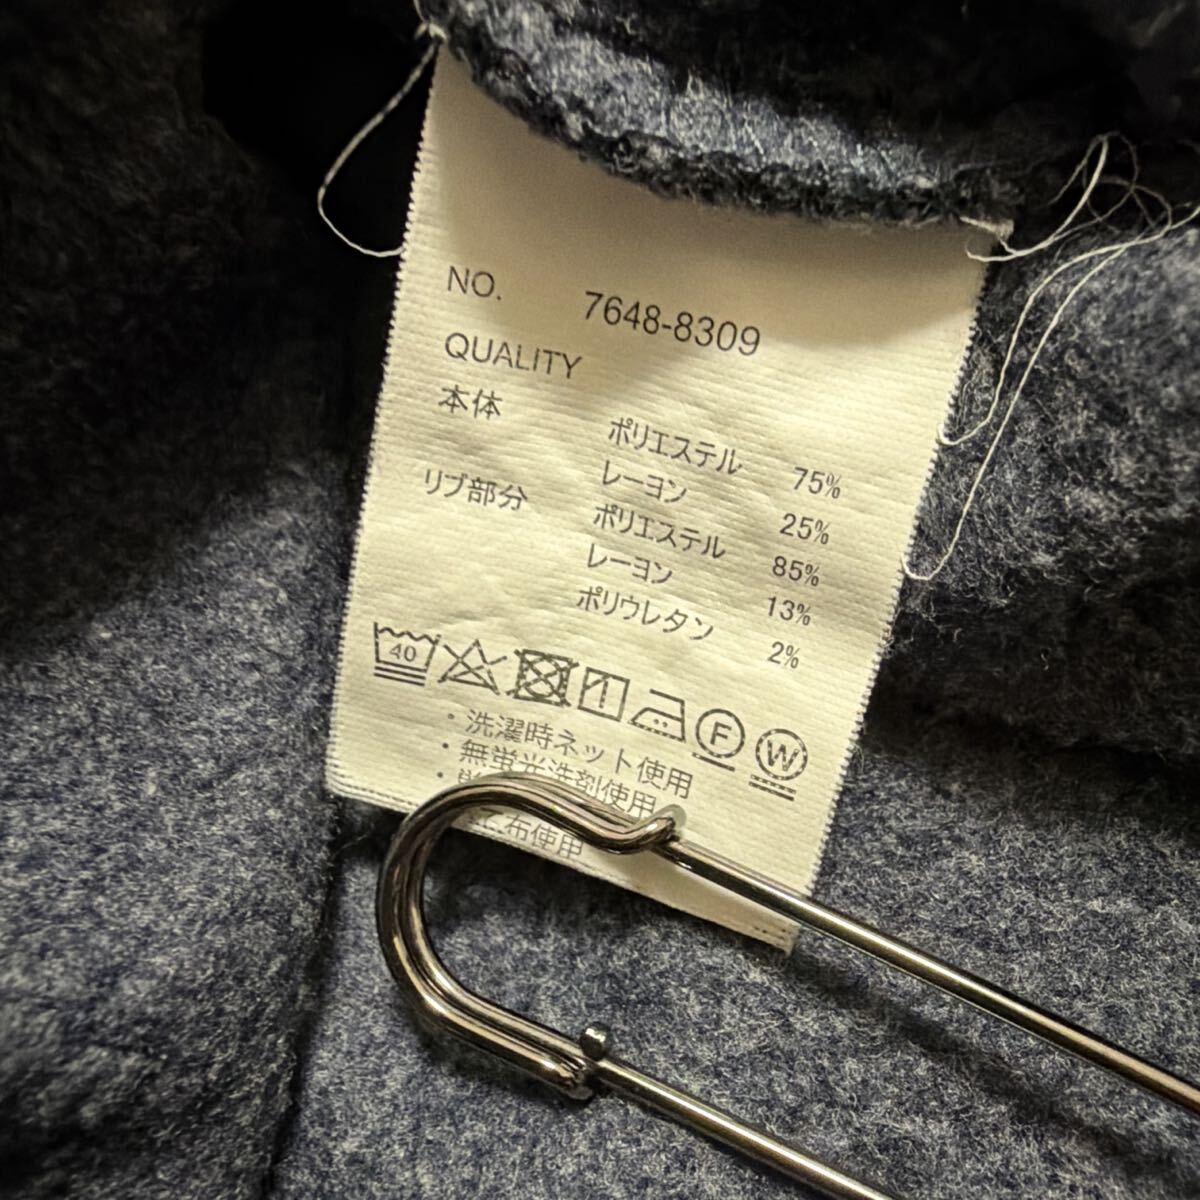 NO. 7648-8309
QUALITY
本体 ポリエステル 75%
レーヨン 25%
リブ部分 ポリエステル 85%
レーヨン 13%
ポリウレタン 2%
40 F W
・洗濯時ネット使用
・無蛍光洗剤使用
布使用